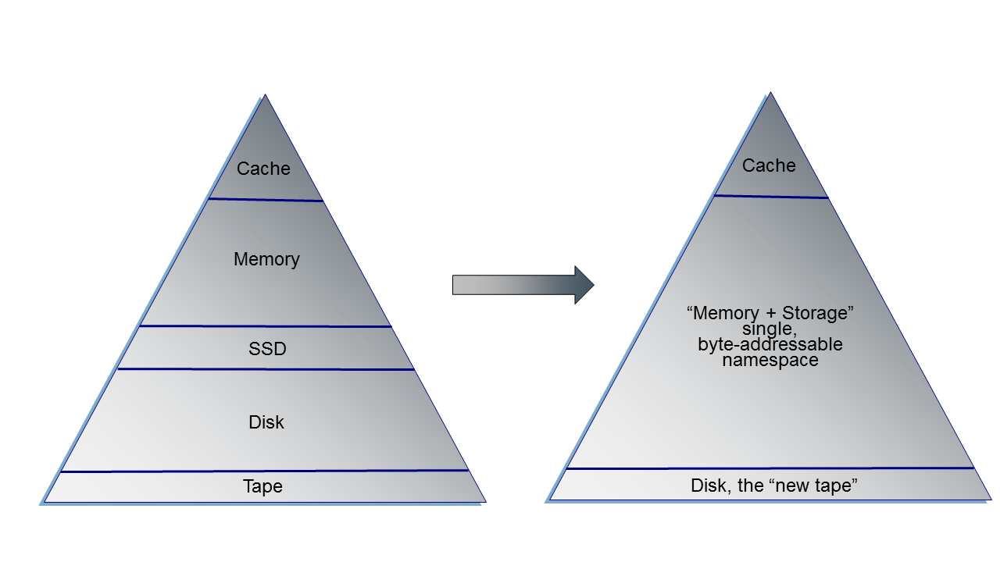 Cache
Memory
SSD
Disk
Tape
Cache
“Memory + Storage”
single,
byte-addressable
namespace
Disk, the “new tape”